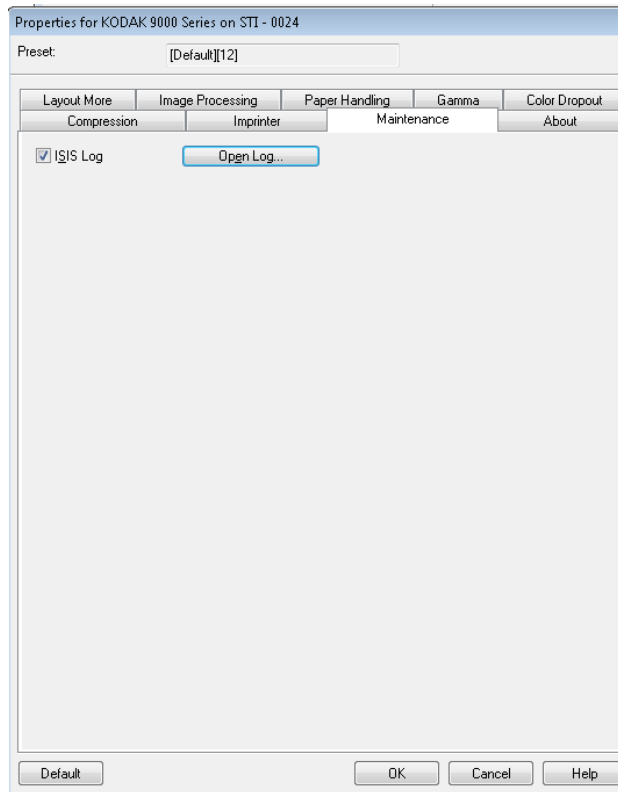 Properties for KODAK 9000 Series on STI - 0024
Preset: [Default][12]
Layout More Image Processing Paper Handling Gamma Color Dropout
Compression Imprinter Maintenance About
ISIS Log Open Log...
Default OK Cancel Help